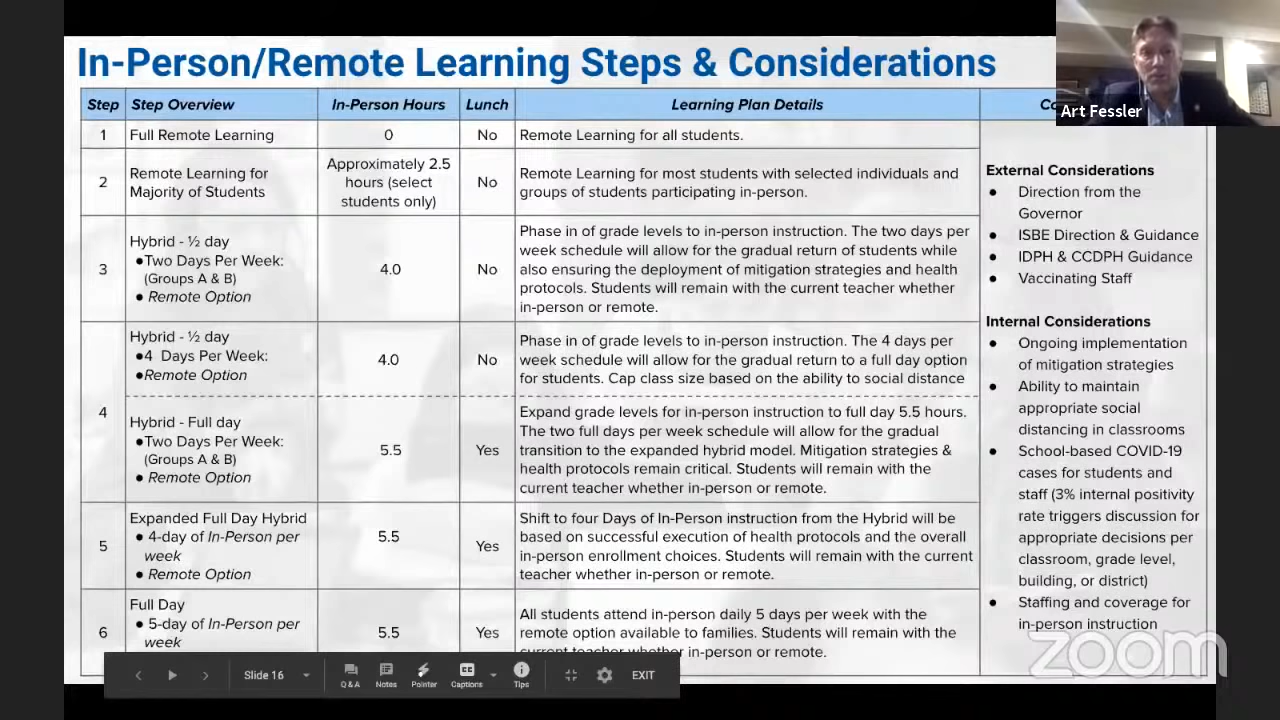 In-Person/Remote Learning Steps & Considerations
Art Fessler
Step Step Overview In-Person Hours Lunch Learning Plan Details
1 Full Remote Learning 0 No Remote Learning for all students.
2 Remote Learning for
Majority of Students
Approximately 2.5
hours (select
students only)
No
Remote Learning for most students with selected individuals and
groups of students participating in-person.
3
Hybrid - ½ day
●Two Days Per Week:
(Groups A & B)
● Remote Option
4.0
No
Phase in of grade levels to in-person instruction. The two days per
week schedule will allow for the gradual return of students while
also ensuring the deployment of mitigation strategies and health
protocols. Students will remain with the current teacher whether
in-person or remote.
4
Hybrid - ½ day
●4 Days Per Week:
●Remote Option
4.0
No
Phase in of grade levels to in-person instruction. The 4 days per
week schedule will allow for the gradual return to a full day option
for students. Cap class size based on the ability to social distance
Hybrid - Full day
●Two Days Per Week:
(Groups A & B)
● Remote Option
5.5
Yes
Expand grade levels for in-person instruction to full day 5.5 hours.
The two full days per week schedule will allow for the gradual
transition to the expanded hybrid model. Mitigation strategies &
health protocols remain critical. Students will remain with the
current teacher whether in-person or remote.
5
Expanded Full Day Hybrid
● 4-day of In-Person per
week
● Remote Option
5.5
Yes
Shift to four Days of In-Person instruction from the Hybrid will be
based on successful execution of health protocols and the overall
in-person enrollment choices. Students will remain with the current
teacher whether in-person or remote.
6
Full Day
● 5-day of In-Person per
week
5.5
Yes
All students attend in-person daily 5 days per week with the
remote option available to families. Students will remain with the
current teacher whether in-person or remote.
External Considerations
● Direction from the
Governor
● ISBE Direction & Guidance
● IDPH & CCDPH Guidance
● Vaccinating Staff
Internal Considerations
● Ongoing implementation
of mitigation strategies
● Ability to maintain
appropriate social
distancing in classrooms
● School-based COVID-19
cases for students and
staff (3% internal positivity
rate triggers discussion for
appropriate decisions per
classroom, grade level,
building, or district)
● Staffing and coverage for
in-person instruction
zoom
Slide 16
Q & A Notes Pointer Captions Tips EXIT